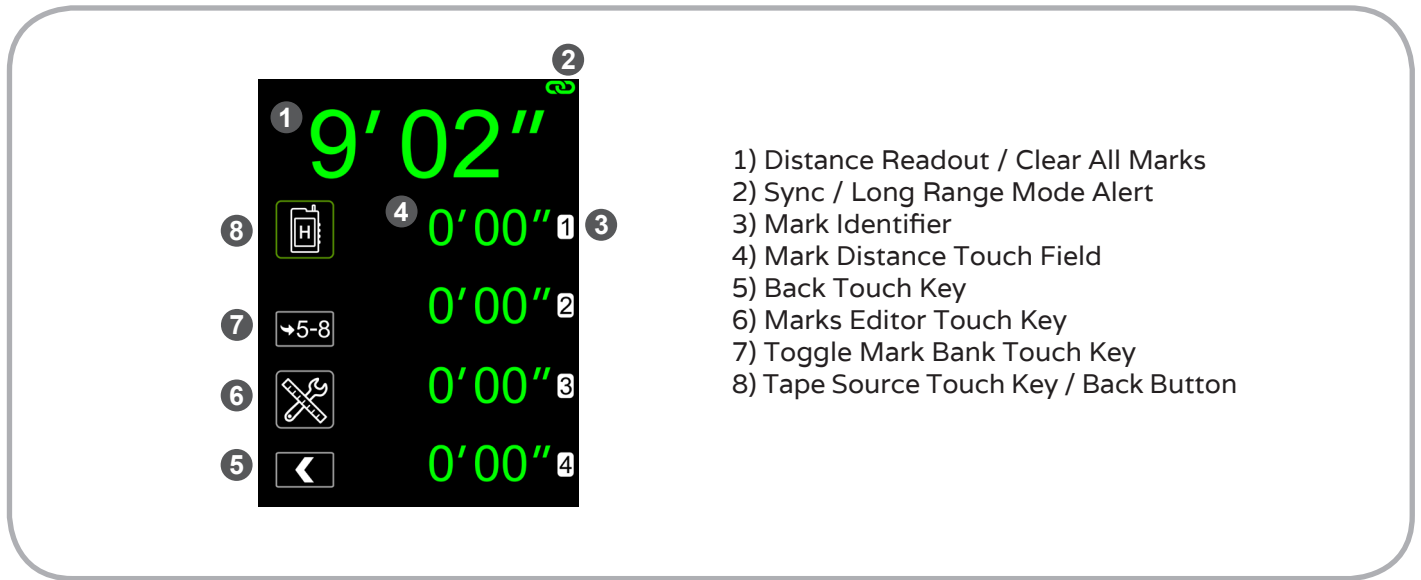 2
1
9′ 02″
8
H
4
0′ 00″ 1
3
0′ 00″ 2
7
➔5-8
6
0′ 00″ 3
5
0′ 00″ 4
1) Distance Readout / Clear All Marks
2) Sync / Long Range Mode Alert
3) Mark Identifier
4) Mark Distance Touch Field
5) Back Touch Key
6) Marks Editor Touch Key
7) Toggle Mark Bank Touch Key
8) Tape Source Touch Key / Back Button